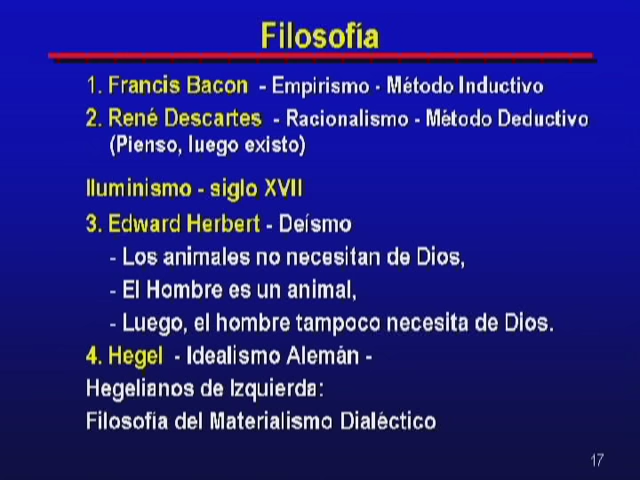 Filosofía
1. Francis Bacon - Empirismo - Método Inductivo
2. René Descartes - Racionalismo - Método Deductivo
(Pienso, luego existo)
Iluminismo - siglo XVII
3. Edward Herbert - Deísmo
- Los animales no necesitan de Dios,
- El Hombre es un animal,
- Luego, el hombre tampoco necesita de Dios.
4. Hegel - Idealismo Alemán -
Hegelianos de Izquierda:
Filosofía del Materialismo Dialéctico
17